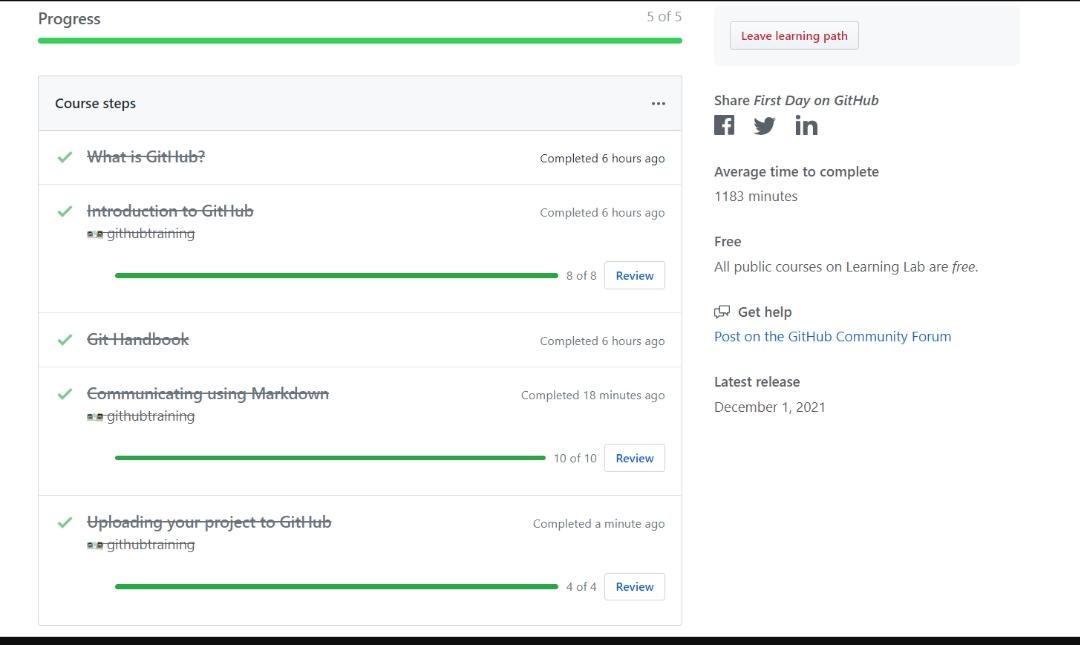 Progress
5 of 5
Course steps
What is GitHub?
Completed 6 hours ago
Introduction to GitHub
Completed 6 hours ago
githubtraining
8 of 8
Review
Git Handbook
Completed 6 hours ago
Communicating using Markdown
Completed 18 minutes ago
githubtraining
10 of 10
Review
Uploading your project to GitHub
Completed a minute ago
githubtraining
4 of 4
Review
Leave learning path
Share First Day on GitHub
Average time to complete
1183 minutes
Free
All public courses on Learning Lab are free.
Get help
Post on the GitHub Community Forum
Latest release
December 1, 2021